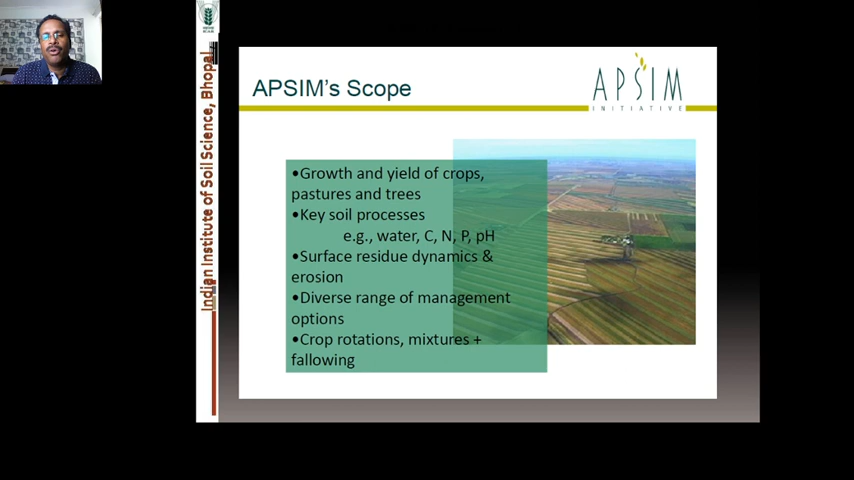 Indian Institute of Soil Science, Bhopal
APSIM's Scope
APSIM
INITIATIVE
•Growth and yield of crops,
pastures and trees
•Key soil processes
e.g., water, C, N, P, pH
•Surface residue dynamics &
erosion
•Diverse range of management
options
•Crop rotations, mixtures +
fallowing